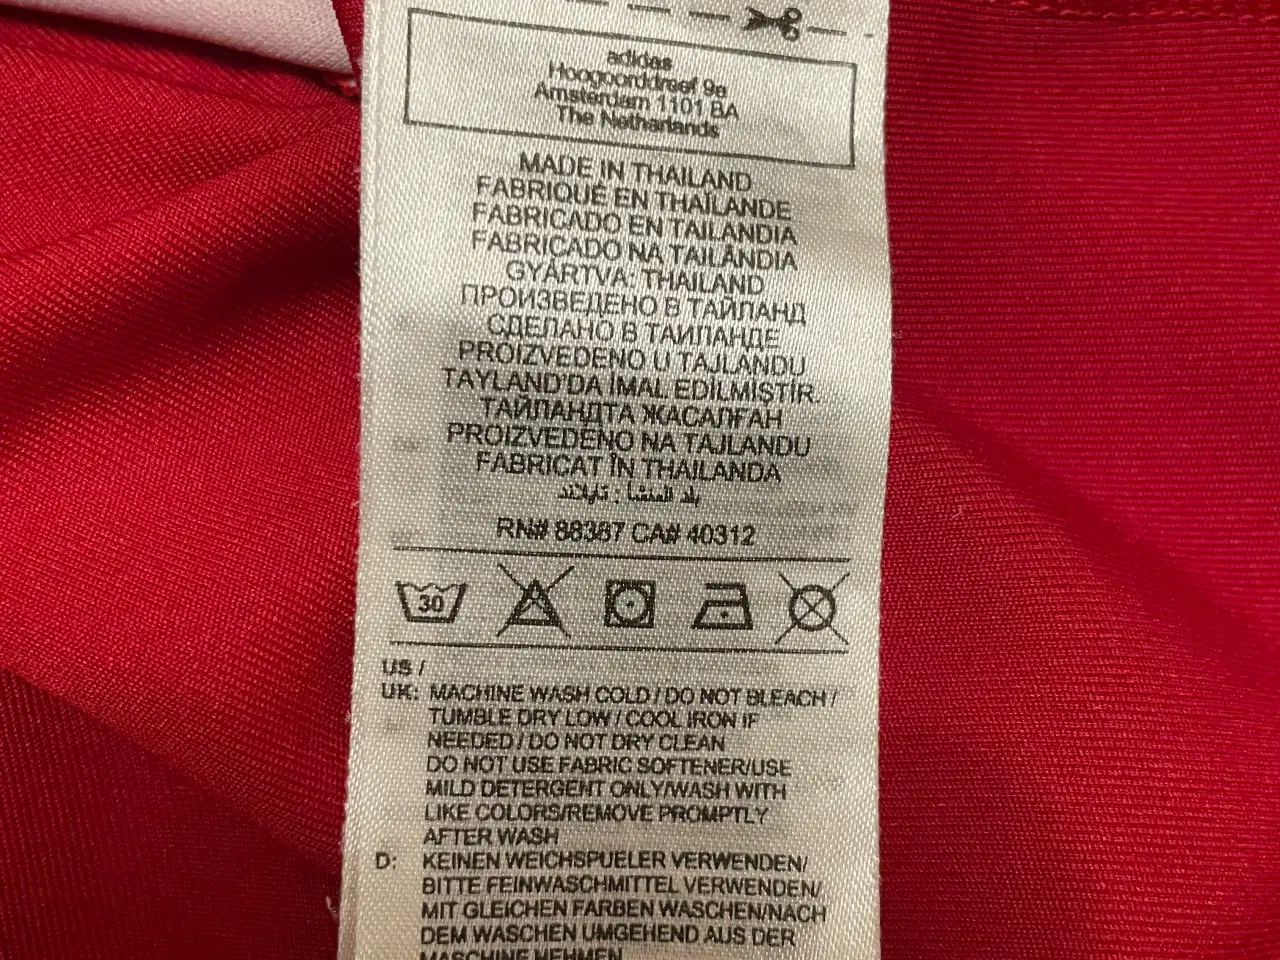 adidas
Hoogoorddreef 9a
Amsterdam 1101 BA
The Netherlands
MADE IN THAILAND
FABRIQUÉ EN THAÏLANDE
FABRICADO EN TAILANDIA
FABRICADO NA TAILÂNDIA
GYÁRTVA: THAILAND
ПРОИЗВЕДЕНО В ТАЙЛАНД
СДЕЛАНО В ТАИЛАНДЕ
PROIZVEDENO U TAJLANDU
TAYLAND'DA İMAL EDİLMİŞTİR.
ТАЙЛАНДТА ЖАСАЛҒАН
PROIZVEDENO NA TAJLANDU
FABRICAT ÎN THAILANDA
بلد المنشأ : تايلاند
RN# 88387 CA# 40312
30
US /
UK: MACHINE WASH COLD / DO NOT BLEACH /
TUMBLE DRY LOW / COOL IRON IF
NEEDED / DO NOT DRY CLEAN
DO NOT USE FABRIC SOFTENER/USE
MILD DETERGENT ONLY/WASH WITH
LIKE COLORS/REMOVE PROMPTLY
AFTER WASH
D: KEINEN WEICHSPUELER VERWENDEN/
BITTE FEINWASCHMITTEL VERWENDEN/
MIT GLEICHEN FARBEN WASCHEN/NACH
DEM WASCHEN UMGEHEND AUS DER
MASCHINE NEHMEN